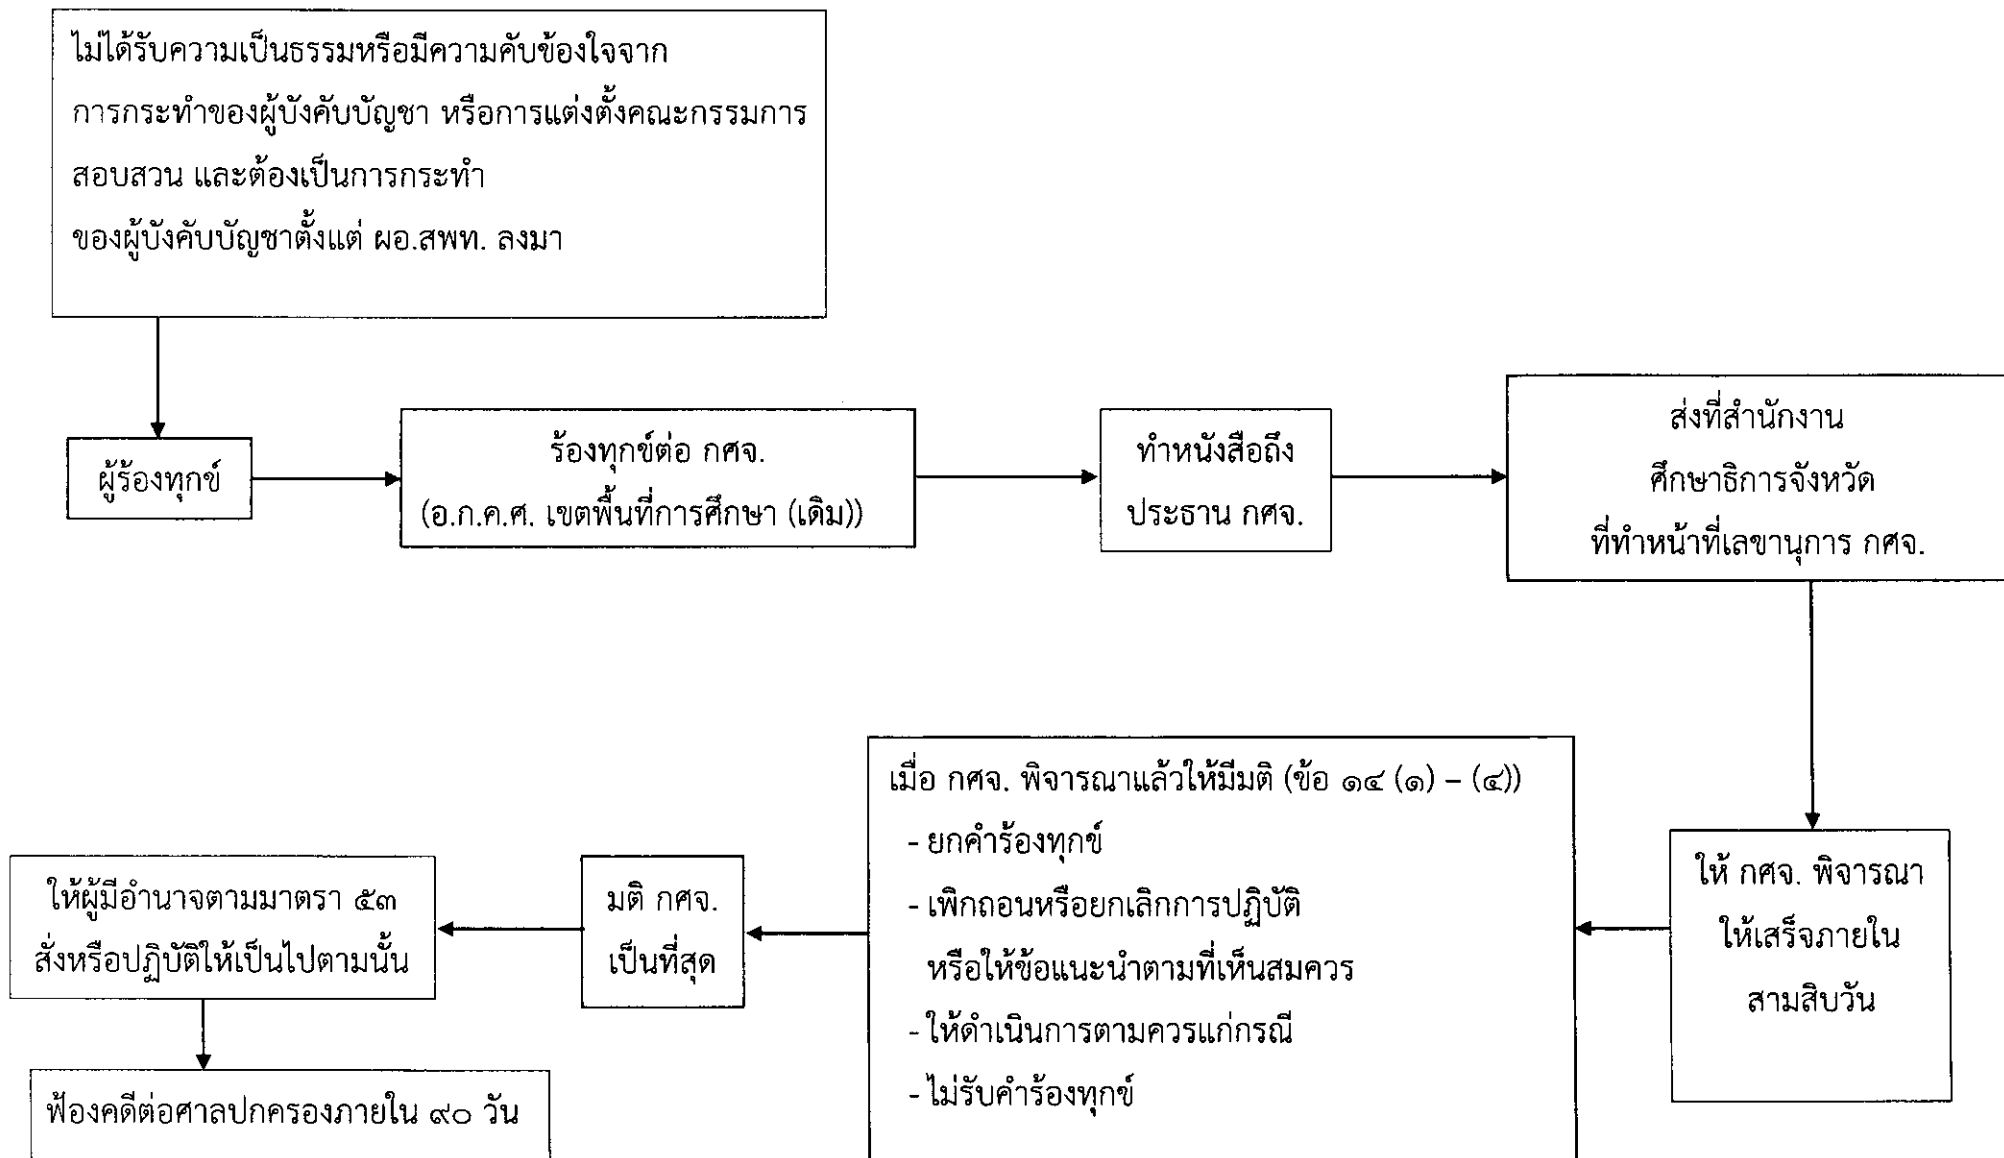 ไม่ได้รับความเป็นธรรมหรือมีความคับข้องใจจาก
การกระทำของผู้บังคับบัญชา หรือการแต่งตั้งคณะกรรมการ
สอบสวน และต้องเป็นการกระทำ
ของผู้บังคับบัญชาตั้งแต่ ผอ.สพท. ลงมา
ผู้ร้องทุกข์
ร้องทุกข์ต่อ กศจ.
(อ.ก.ค.ศ. เขตพื้นที่การศึกษา (เดิม))
ทำหนังสือถึง
ประธาน กศจ.
ส่งที่สำนักงาน
ศึกษาธิการจังหวัด
ที่ทำหน้าที่เลขานุการ กศจ.
ให้ กศจ. พิจารณา
ให้เสร็จภายใน
สามสิบวัน
เมื่อ กศจ. พิจารณาแล้วให้มีมติ (ข้อ ๑๔ (๑) – (๔))
- ยกคำร้องทุกข์
- เพิกถอนหรือยกเลิกการปฏิบัติ
หรือให้ข้อแนะนำตามที่เห็นสมควร
- ให้ดำเนินการตามควรแก่กรณี
- ไม่รับคำร้องทุกข์
มติ กศจ.
เป็นที่สุด
ให้ผู้มีอำนาจตามมาตรา ๕๓
สั่งหรือปฏิบัติให้เป็นไปตามนั้น
ฟ้องคดีต่อศาลปกครองภายใน ๙๐ วัน